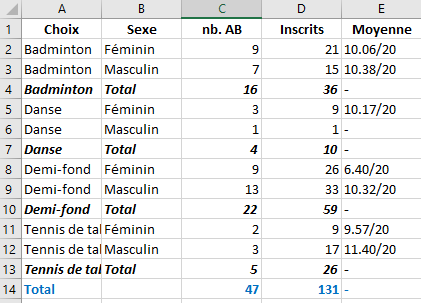 A B C D E
1 Choix Sexe nb. AB Inscrits Moyenne
2 Badminton Féminin 9 21 10.06/20
3 Badminton Masculin 7 15 10.38/20
4 Badminton Total 16 36 -
5 Danse Féminin 3 9 10.17/20
6 Danse Masculin 1 1 -
7 Danse Total 4 10 -
8 Demi-fond Féminin 9 26 6.40/20
9 Demi-fond Masculin 13 33 10.32/20
10 Demi-fond Total 22 59 -
11 Tennis de tal Féminin 2 9 9.57/20
12 Tennis de tal Masculin 3 17 11.40/20
13 Tennis de tal Total 5 26 -
14 Total 47 131 -